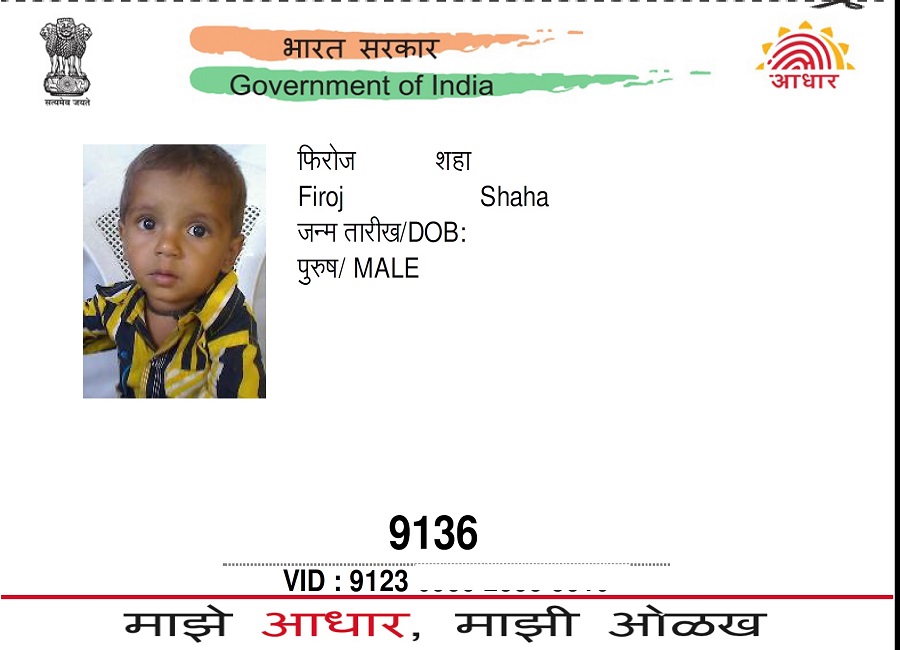 भारत सरकार
Government of India
सत्यमेव जयते
आधार
फिरोज शहा
Firoj Shaha
जन्म तारीख/DOB:
पुरुष/ MALE
9136
VID : 9123
माझे आधार, माझी ओळख